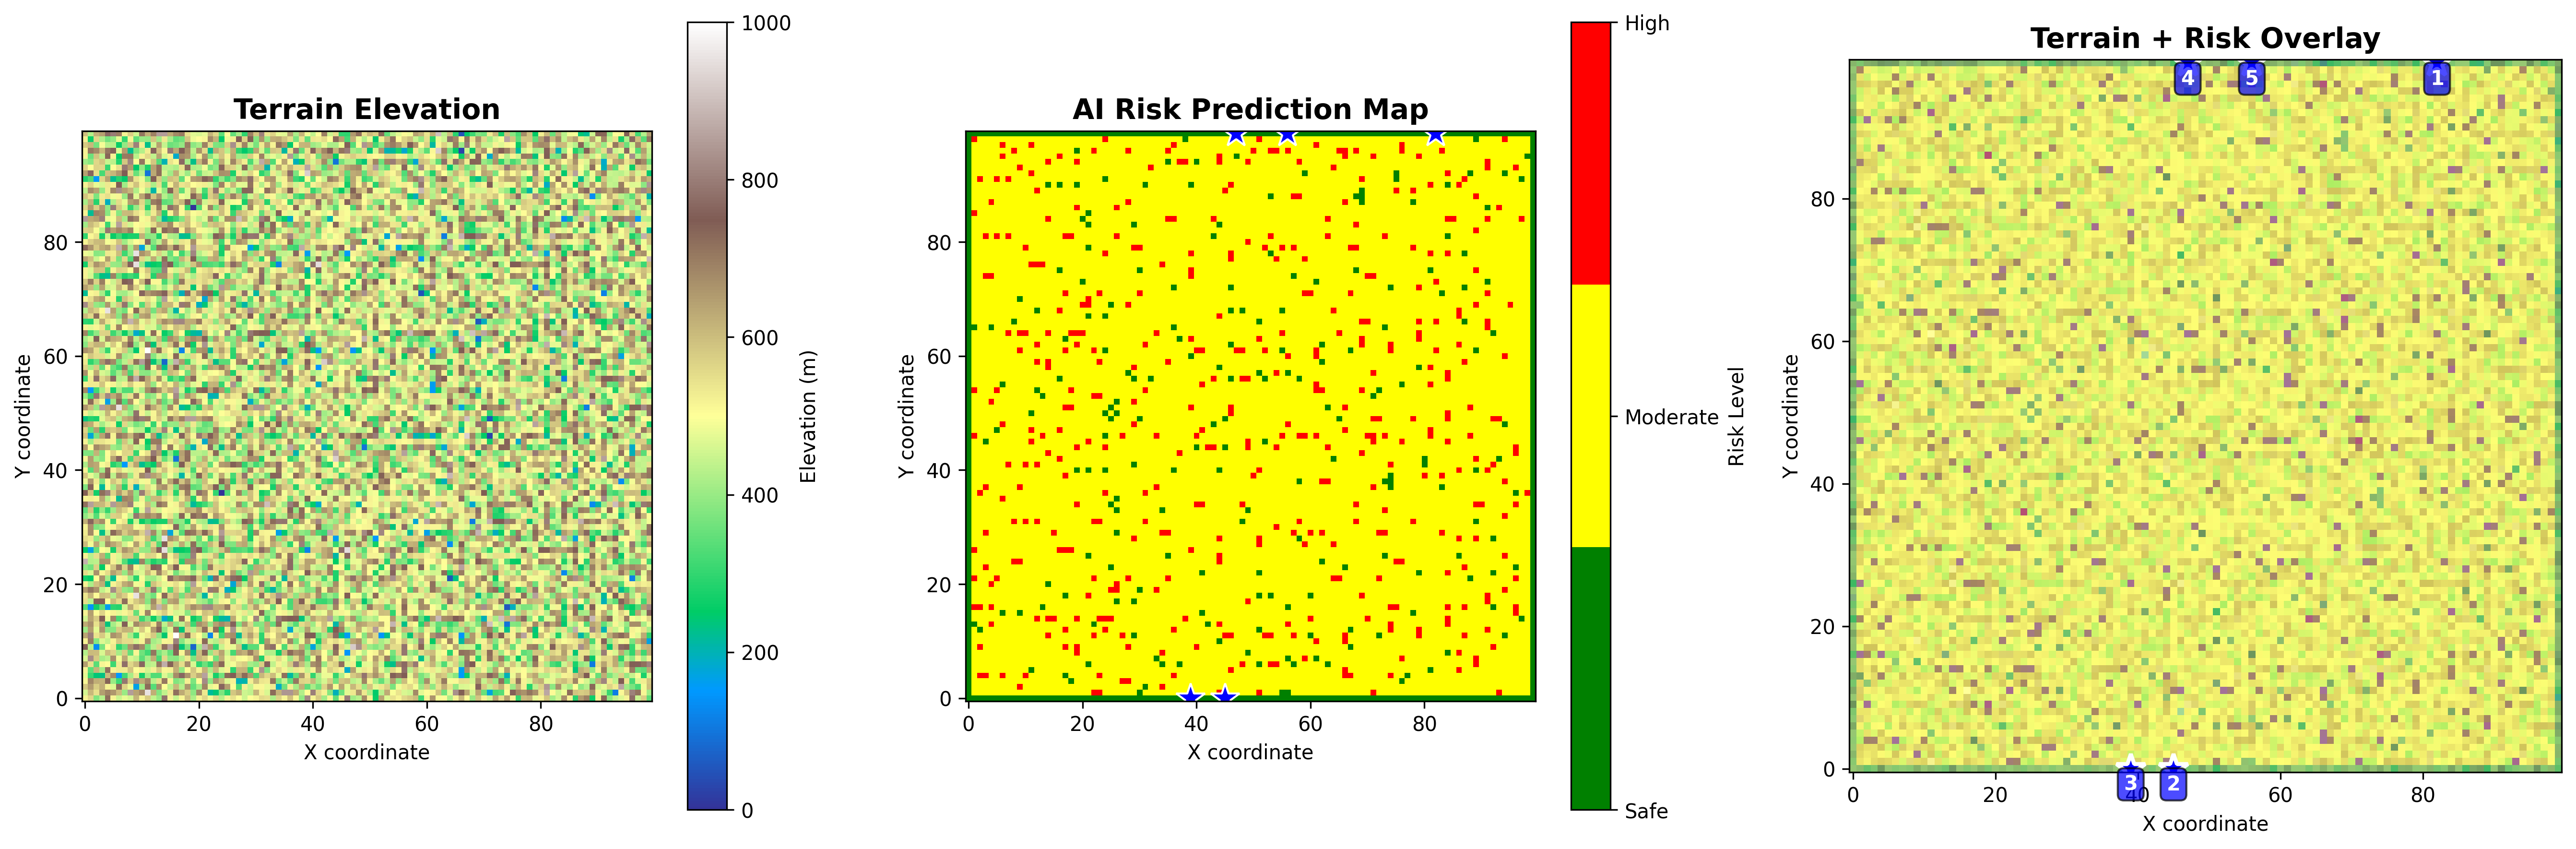 Terrain Elevation
80
60
40
20
0
0 20 40 60 80
X coordinate
Y coordinate
1000
800
600
400
200
0
Elevation (m)
AI Risk Prediction Map
80
60
40
20
0
0 20 40 60 80
X coordinate
Y coordinate
High
Moderate
Safe
Risk Level
Terrain + Risk Overlay
4 5 1
80
60
40
20
0
3 2
0 20 40 60 80
X coordinate
Y coordinate